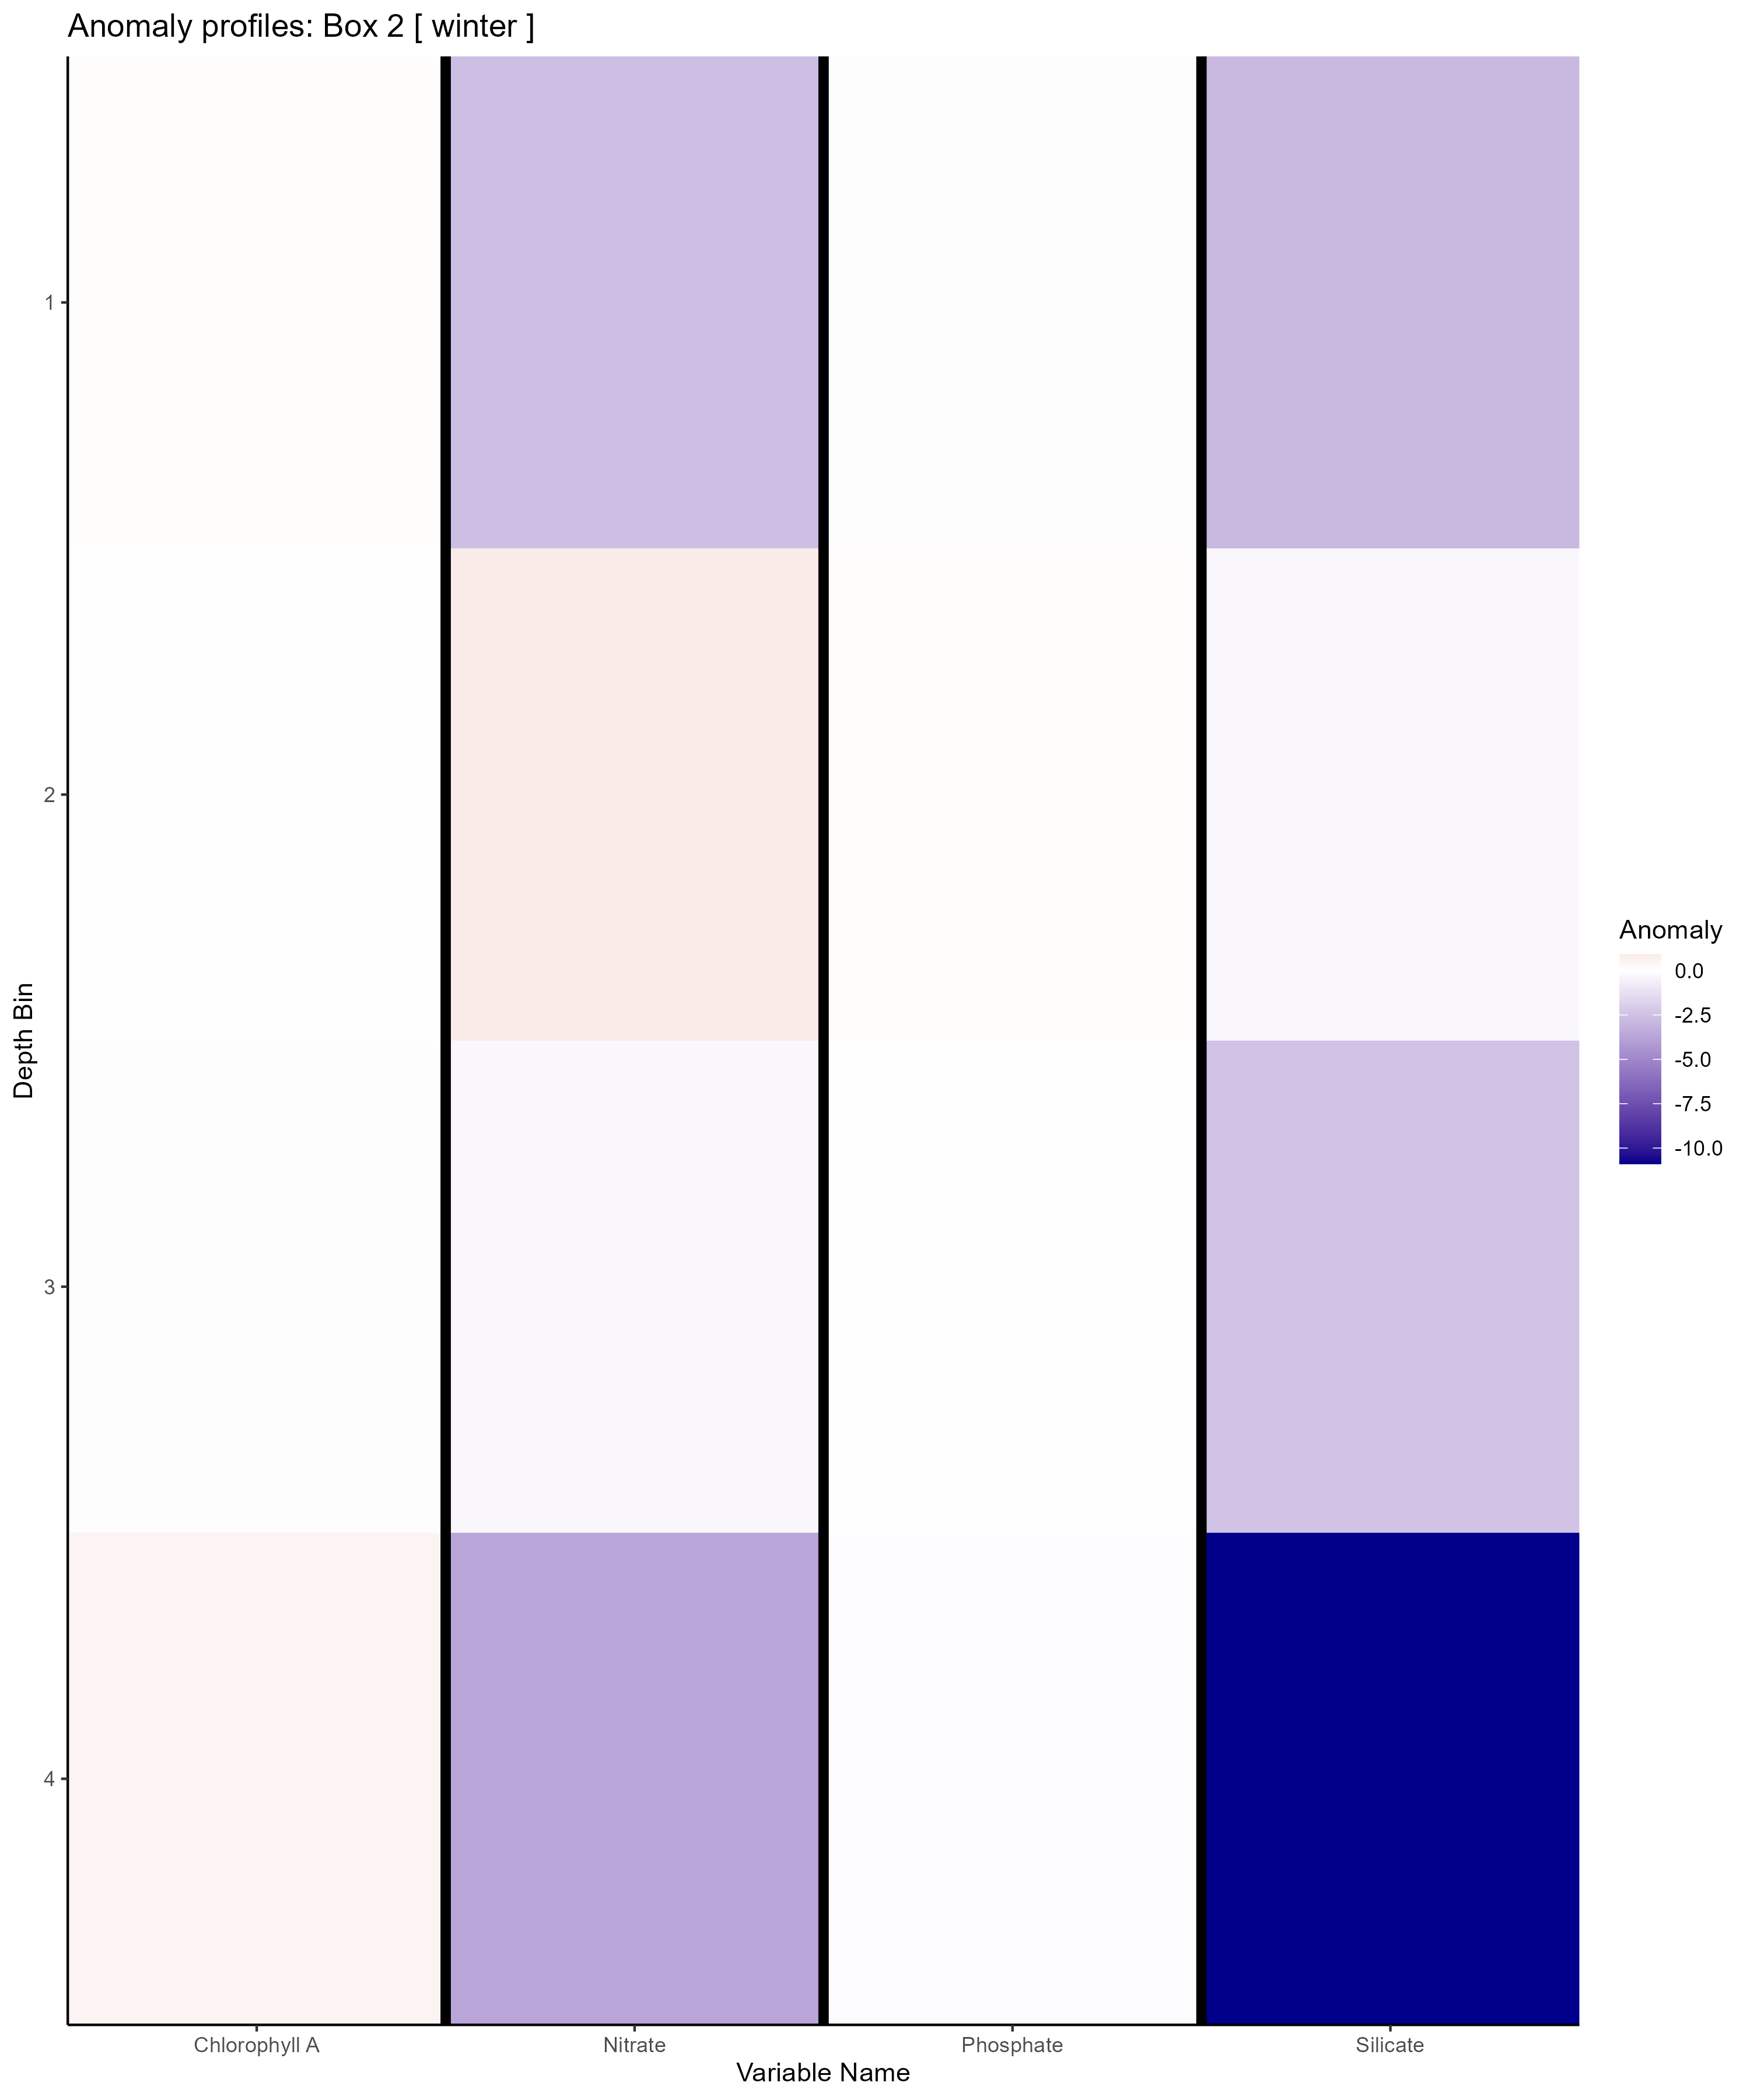 Anomaly profiles: Box 2 [ winter ]
Depth Bin
1
2
3
4
Chlorophyll A
Nitrate
Phosphate
Silicate
Variable Name
Anomaly
0.0
-2.5
-5.0
-7.5
-10.0